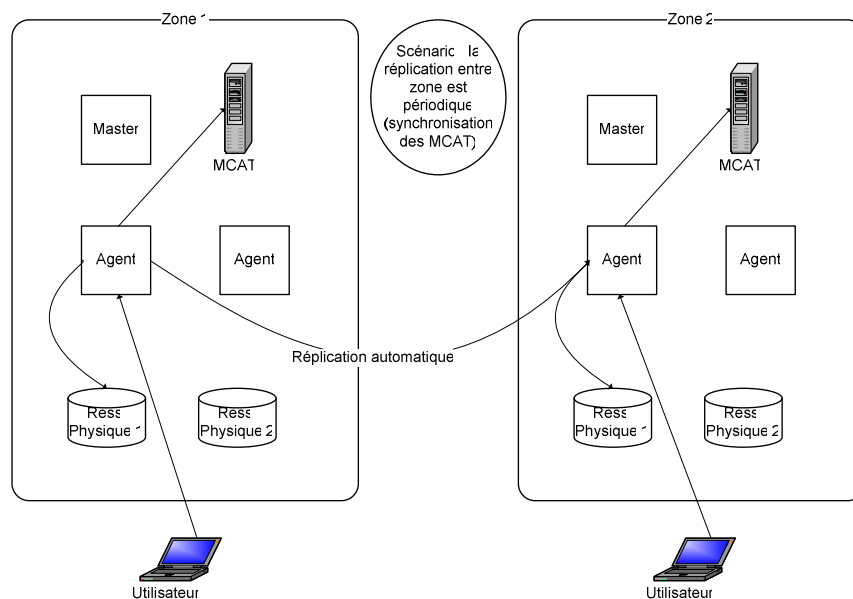 Zone 1
Zone 2
Scénario la
réplication entre
zone est
périodique
(synchronisation
des MCAT)
Master
MCAT
Master
MCAT
Agent
Agent
Agent
Agent
Réplication automatique
Ress
Physique 1
Ress
Physique 2
Ress
Physique 1
Ress
Physique 2
Utilisateur
Utilisateur